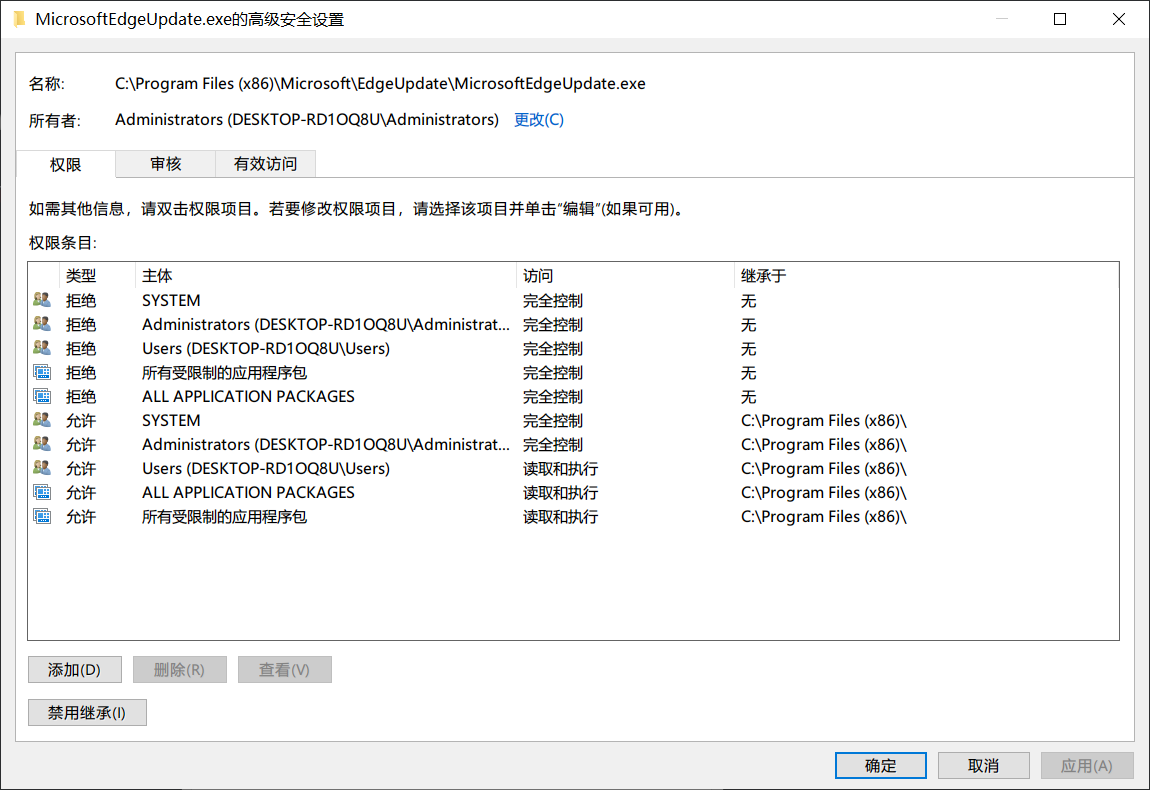 MicrosoftEdgeUpdate.exe的高级安全设置
名称: C:\Program Files (x86)\Microsoft\EdgeUpdate\MicrosoftEdgeUpdate.exe
所有者: Administrators (DESKTOP-RD1OQ8U\Administrators) 更改(C)
权限 审核 有效访问
如需其他信息，请双击权限项目。若要修改权限项目，请选择该项目并单击"编辑"(如果可用)。
权限条目:
类型 主体 访问 继承于
拒绝 SYSTEM 完全控制 无
拒绝 Administrators (DESKTOP-RD1OQ8U\Administrat... 完全控制 无
拒绝 Users (DESKTOP-RD1OQ8U\Users) 完全控制 无
拒绝 所有受限制的应用程序包 完全控制 无
拒绝 ALL APPLICATION PACKAGES 完全控制 无
允许 SYSTEM 完全控制 C:\Program Files (x86)\
允许 Administrators (DESKTOP-RD1OQ8U\Administrat... 完全控制 C:\Program Files (x86)\
允许 Users (DESKTOP-RD1OQ8U\Users) 读取和执行 C:\Program Files (x86)\
允许 ALL APPLICATION PACKAGES 读取和执行 C:\Program Files (x86)\
允许 所有受限制的应用程序包 读取和执行 C:\Program Files (x86)\
添加(D) 删除(R) 查看(V)
禁用继承(I)
确定 取消 应用(A)